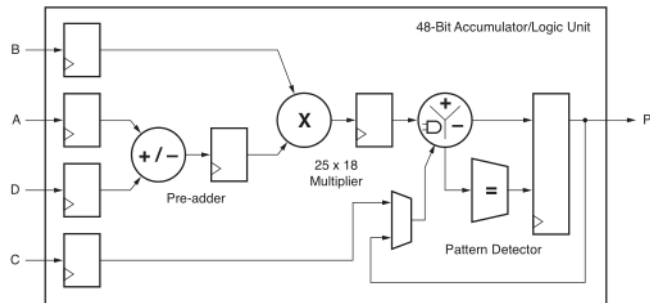 48-Bit Accumulator/Logic Unit
B
A
D
C
+ / −
Pre-adder
X
25 x 18
Multiplier
+
−
=
Pattern Detector
P